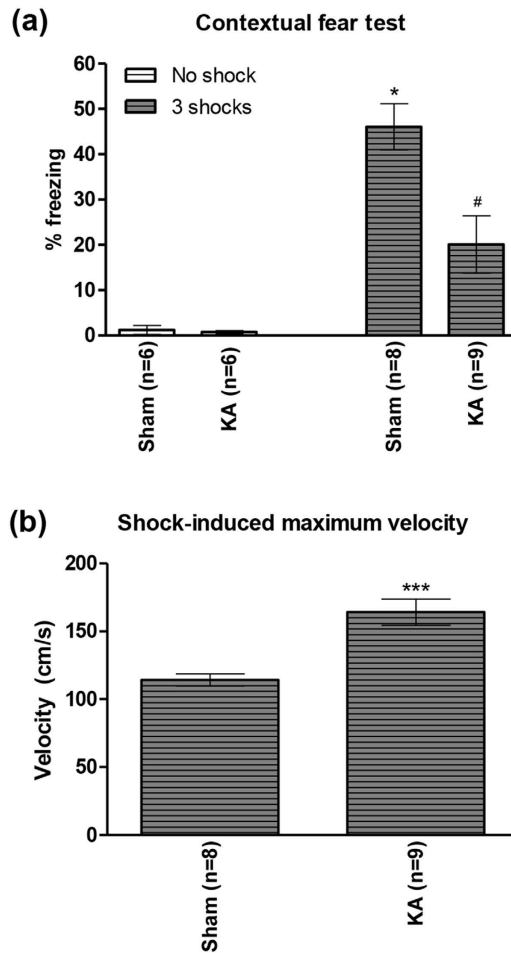 (a) Contextual fear test
60
50
40
30
20
10
0
% freezing
No shock
3 shocks
*
#
Sham (n=6)
KA (n=6)
Sham (n=8)
KA (n=9)
(b) Shock-induced maximum velocity
200
150
100
50
0
Velocity (cm/s)
***
Sham (n=8)
KA (n=9)